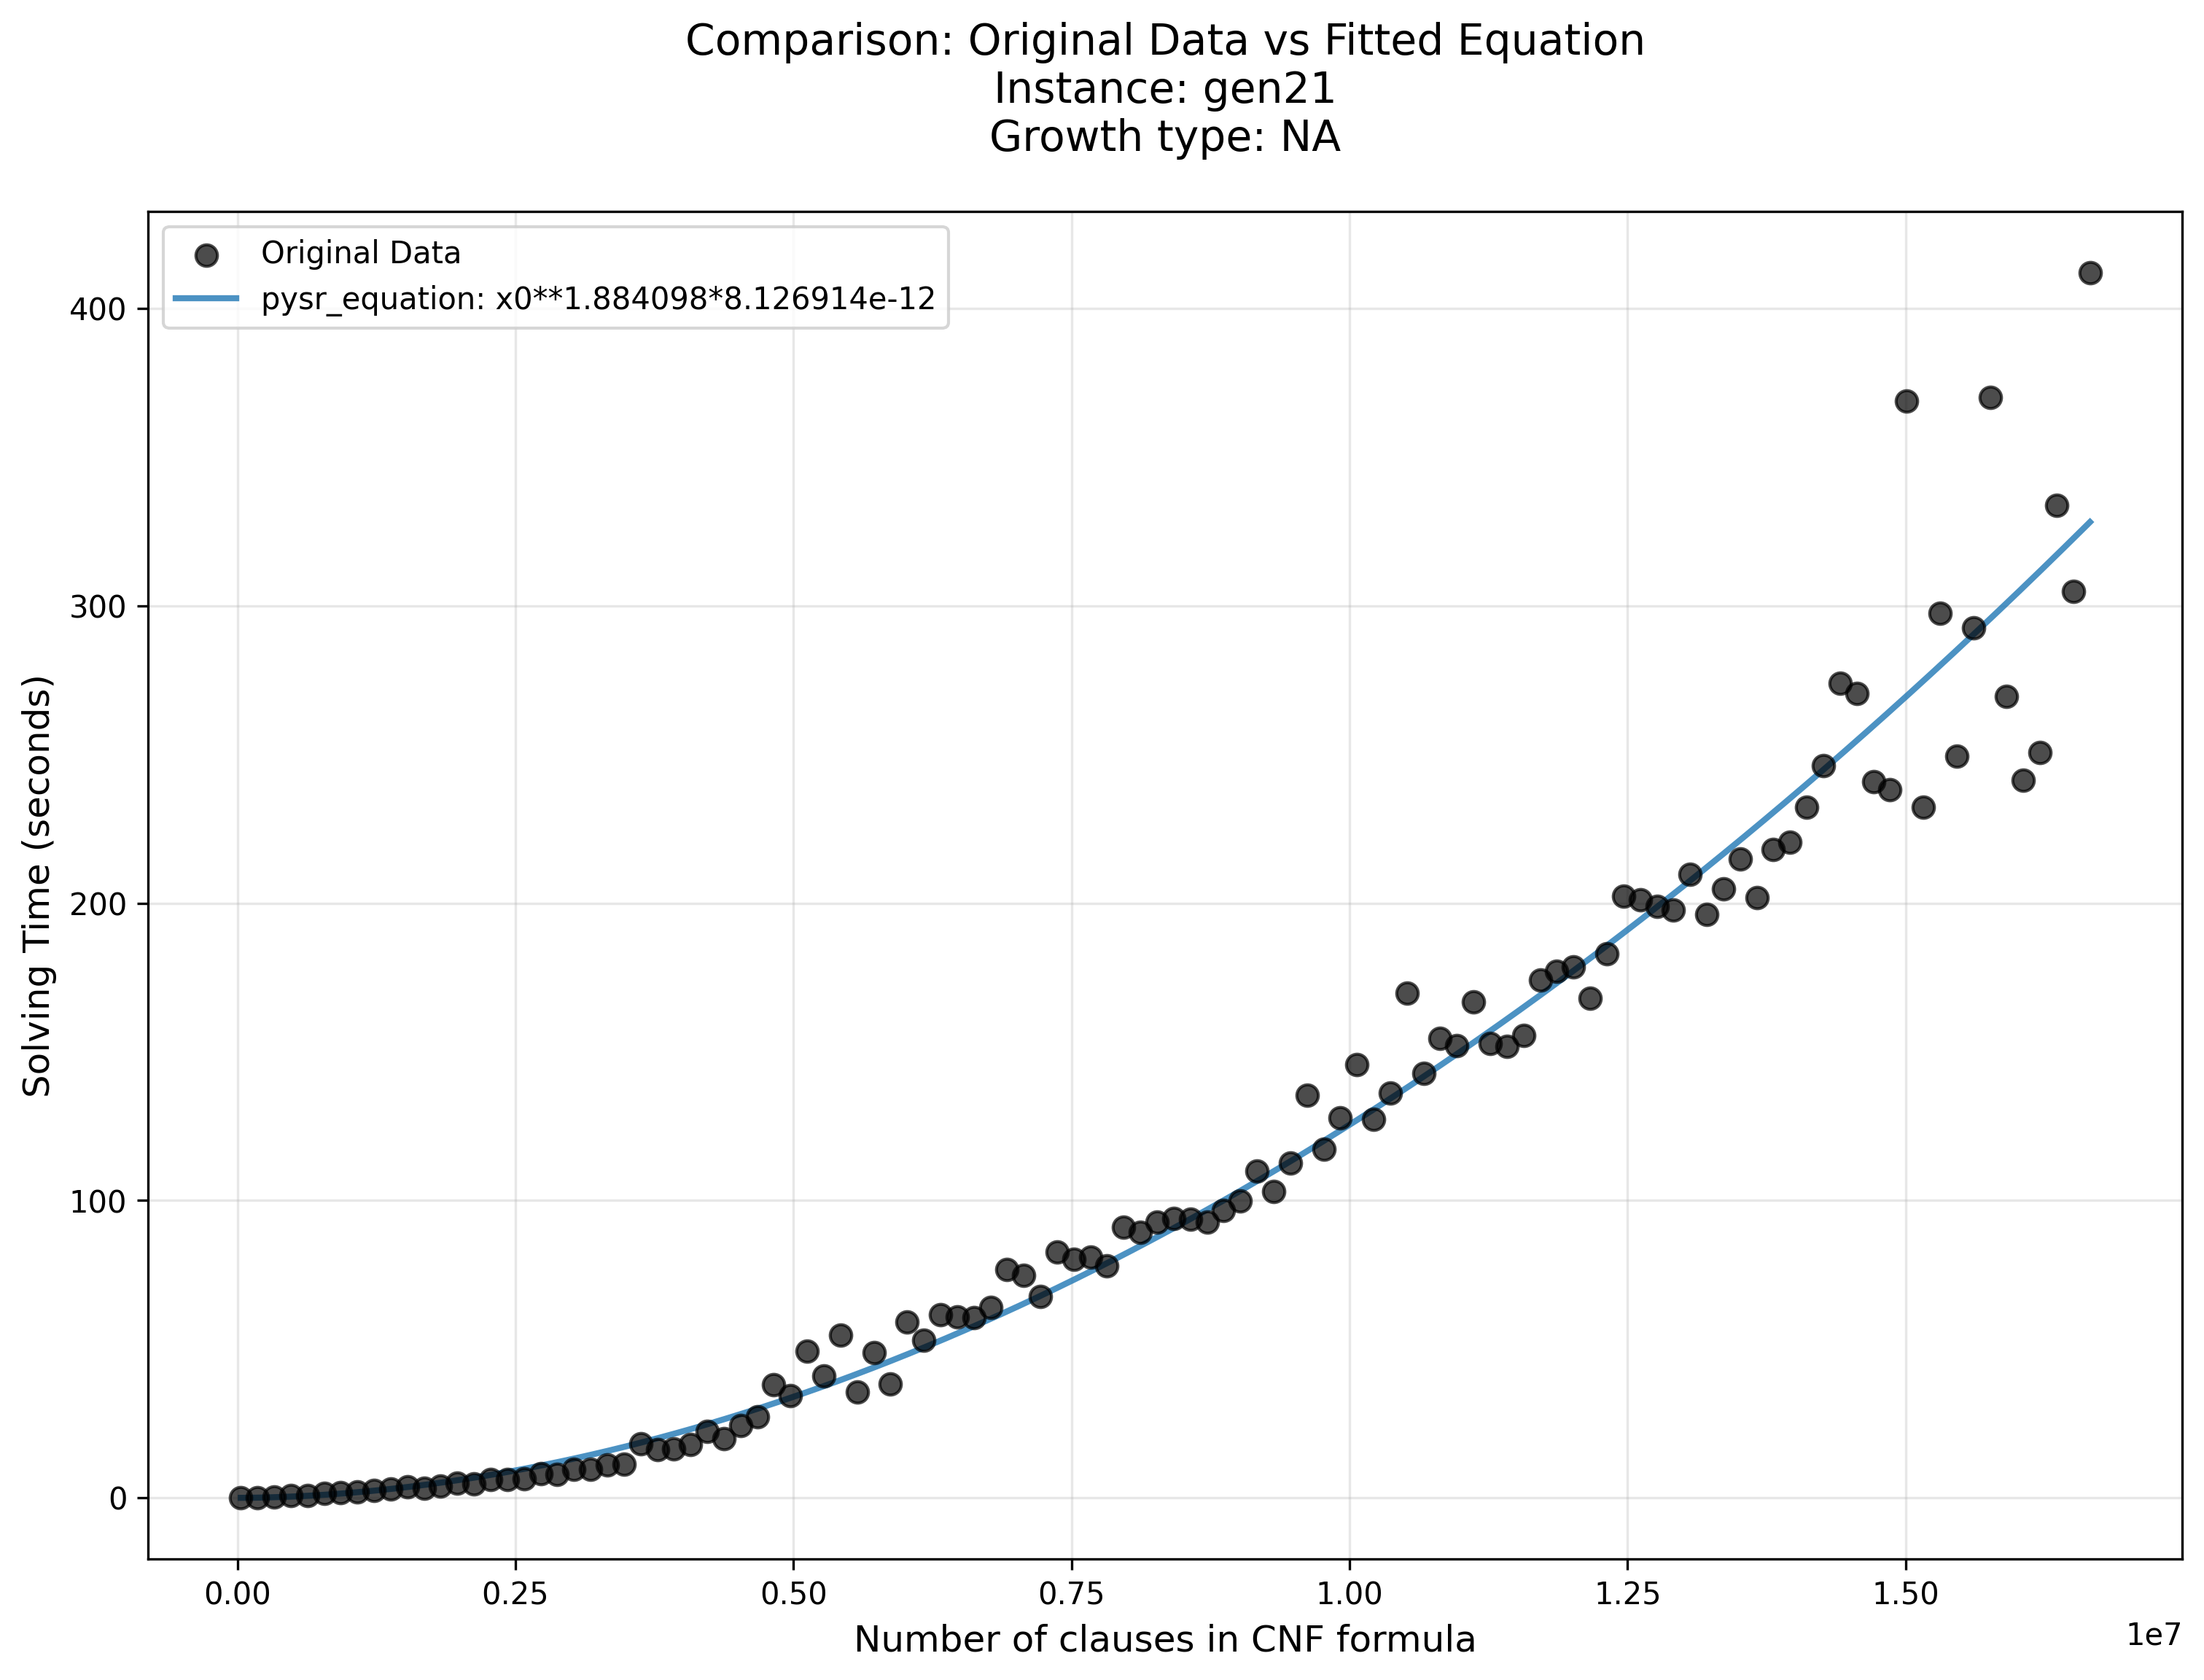 Comparison: Original Data vs Fitted Equation
Instance: gen21
Growth type: NA
Original Data
pysr_equation: x0**1.884098*8.126914e-12
Solving Time (seconds)
400
300
200
100
0
0.00 0.25 0.50 0.75 1.00 1.25 1.50
1e7
Number of clauses in CNF formula